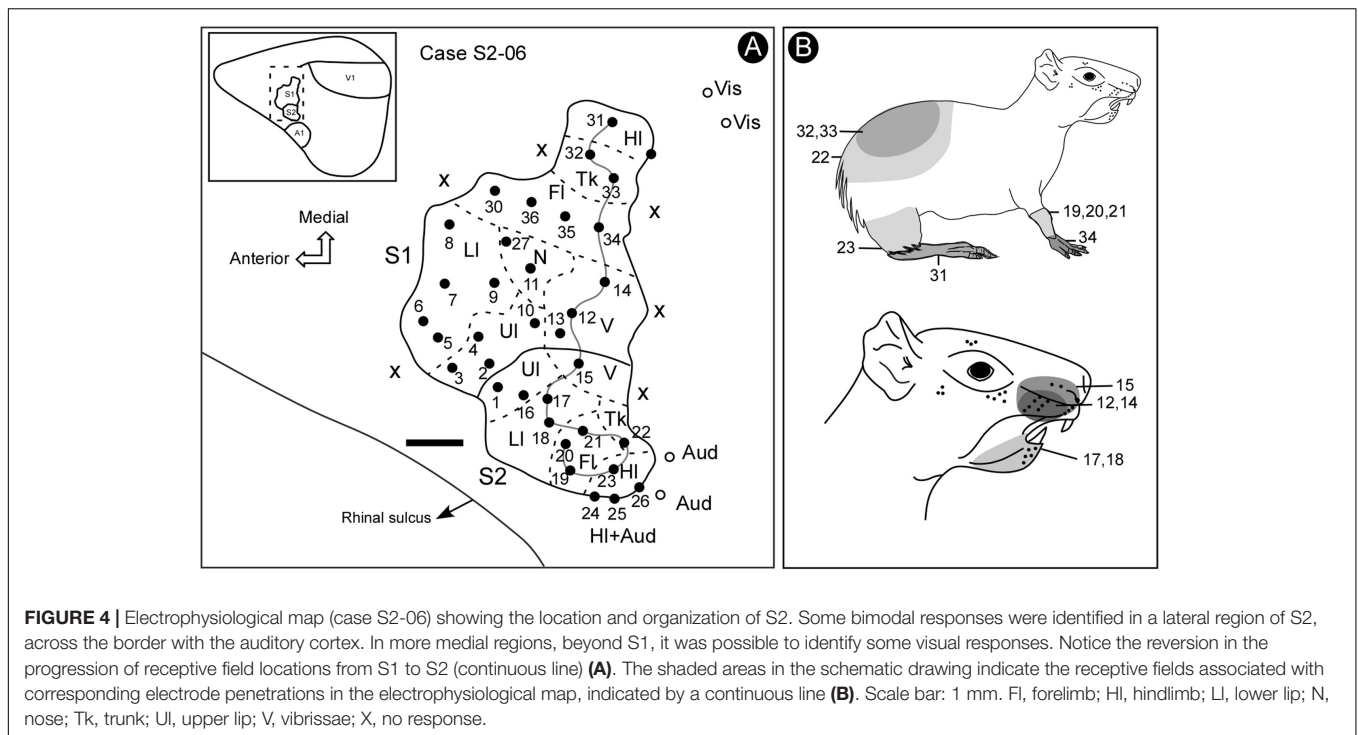 Case S2-06
A
V1
S1
S2
A1
Vis
Vis
Medial
Anterior
31
HI
X
32
Tk
X
30
FI
33
X
36
35
8
LI
27
34
S1
N
11
7
9
14
6
10
12
X
UI
13
V
5
4
X
3
2
UI
15
V
X
1
16
17
Tk
18
21
22
LI
20
FI
Aud
S2
19
23
HI
26
Aud
24
25
Rhinal sulcus
HI+Aud
B
32,33
22
19,20,21
34
23
31
15
12,14
17,18
FIGURE 4 | Electrophysiological map (case S2-06) showing the location and organization of S2. Some bimodal responses were identified in a lateral region of S2,
across the border with the auditory cortex. In more medial regions, beyond S1, it was possible to identify some visual responses. Notice the reversion in the
progression of receptive field locations from S1 to S2 (continuous line) (A). The shaded areas in the schematic drawing indicate the receptive fields associated with
corresponding electrode penetrations in the electrophysiological map, indicated by a continuous line (B). Scale bar: 1 mm. FI, forelimb; HI, hindlimb; LI, lower lip; N,
nose; Tk, trunk; UI, upper lip; V, vibrissae; X, no response.